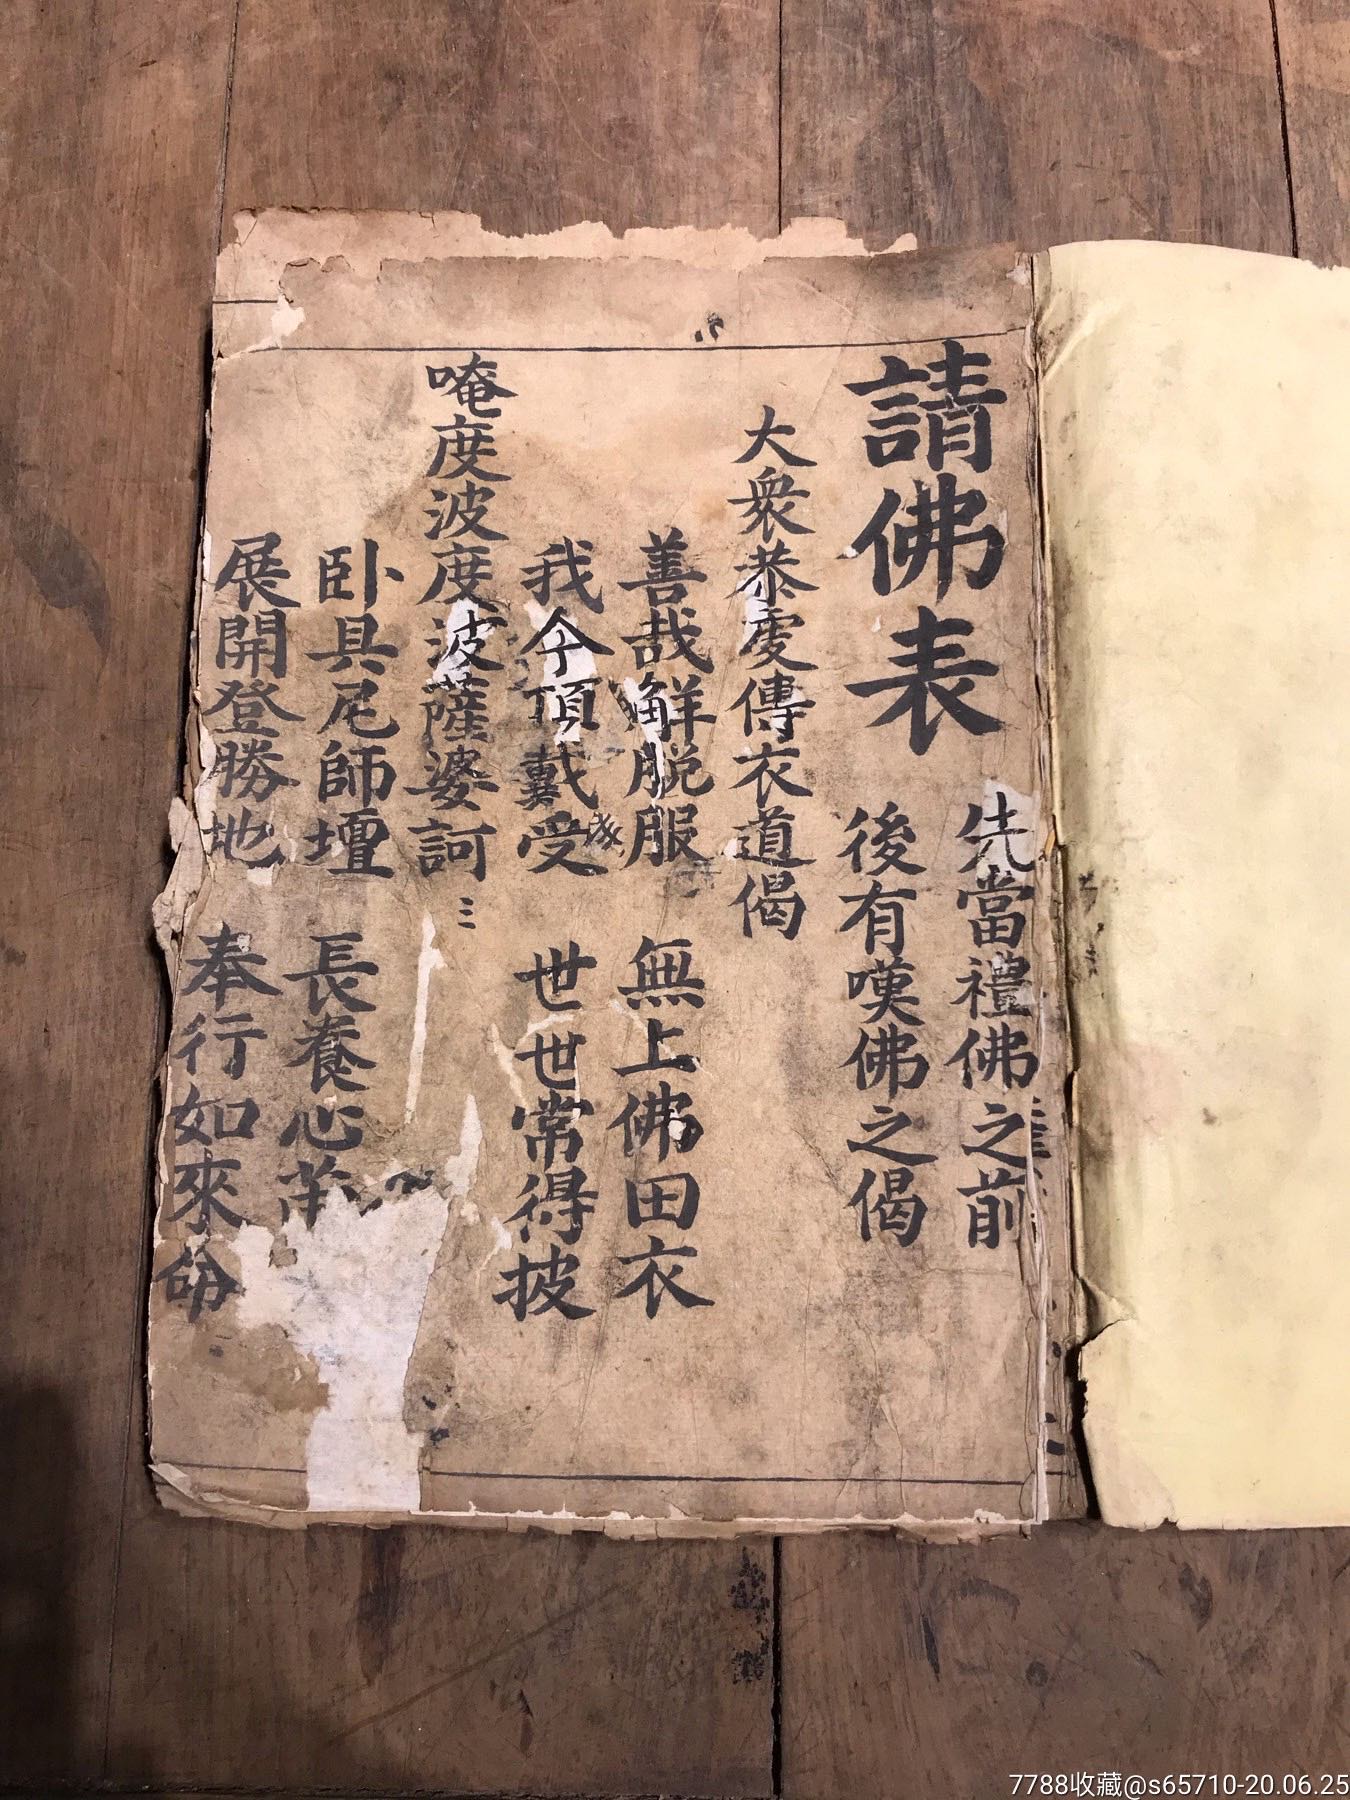 請佛表
先當禮佛之前
後有嘆佛之偈
大衆恭虔傳衣道偈
善哉解脱服 無上佛田衣
我今頂戴受 世世常得披
唵度波度波薩婆訶 三
卧具尼師壇 長養心苗
展開登勝地 奉行如來命
7788收藏@s65710-20.06.25